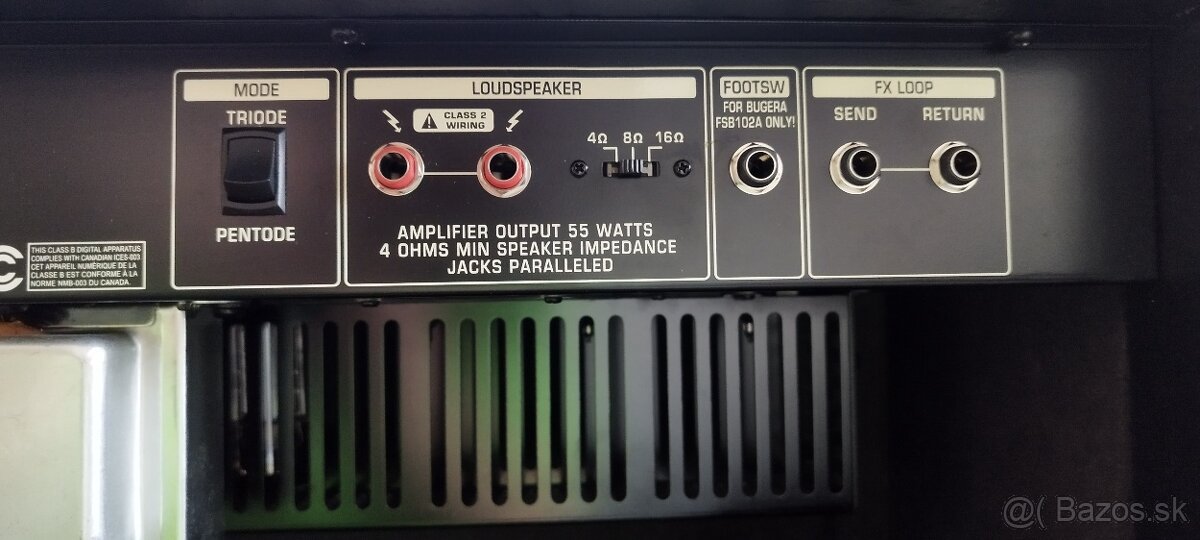 MODE
TRIODE
PENTODE
LOUDSPEAKER
CLASS 2
WIRING
4Ω 8Ω 16Ω
AMPLIFIER OUTPUT 55 WATTS
4 OHMS MIN SPEAKER IMPEDANCE
JACKS PARALLELED
FOOTSW
FOR BUGERA
FSB102A ONLY!
FX LOOP
SEND RETURN
C
THIS CLASS B DIGITAL APPARATUS
COMPLIES WITH CANADIAN ICES-003
CET APPAREIL NUMÉRIQUE DE LA
CLASSE B EST CONFORME À LA
NORME NMB-003 DU CANADA.
@( Bazos.sk